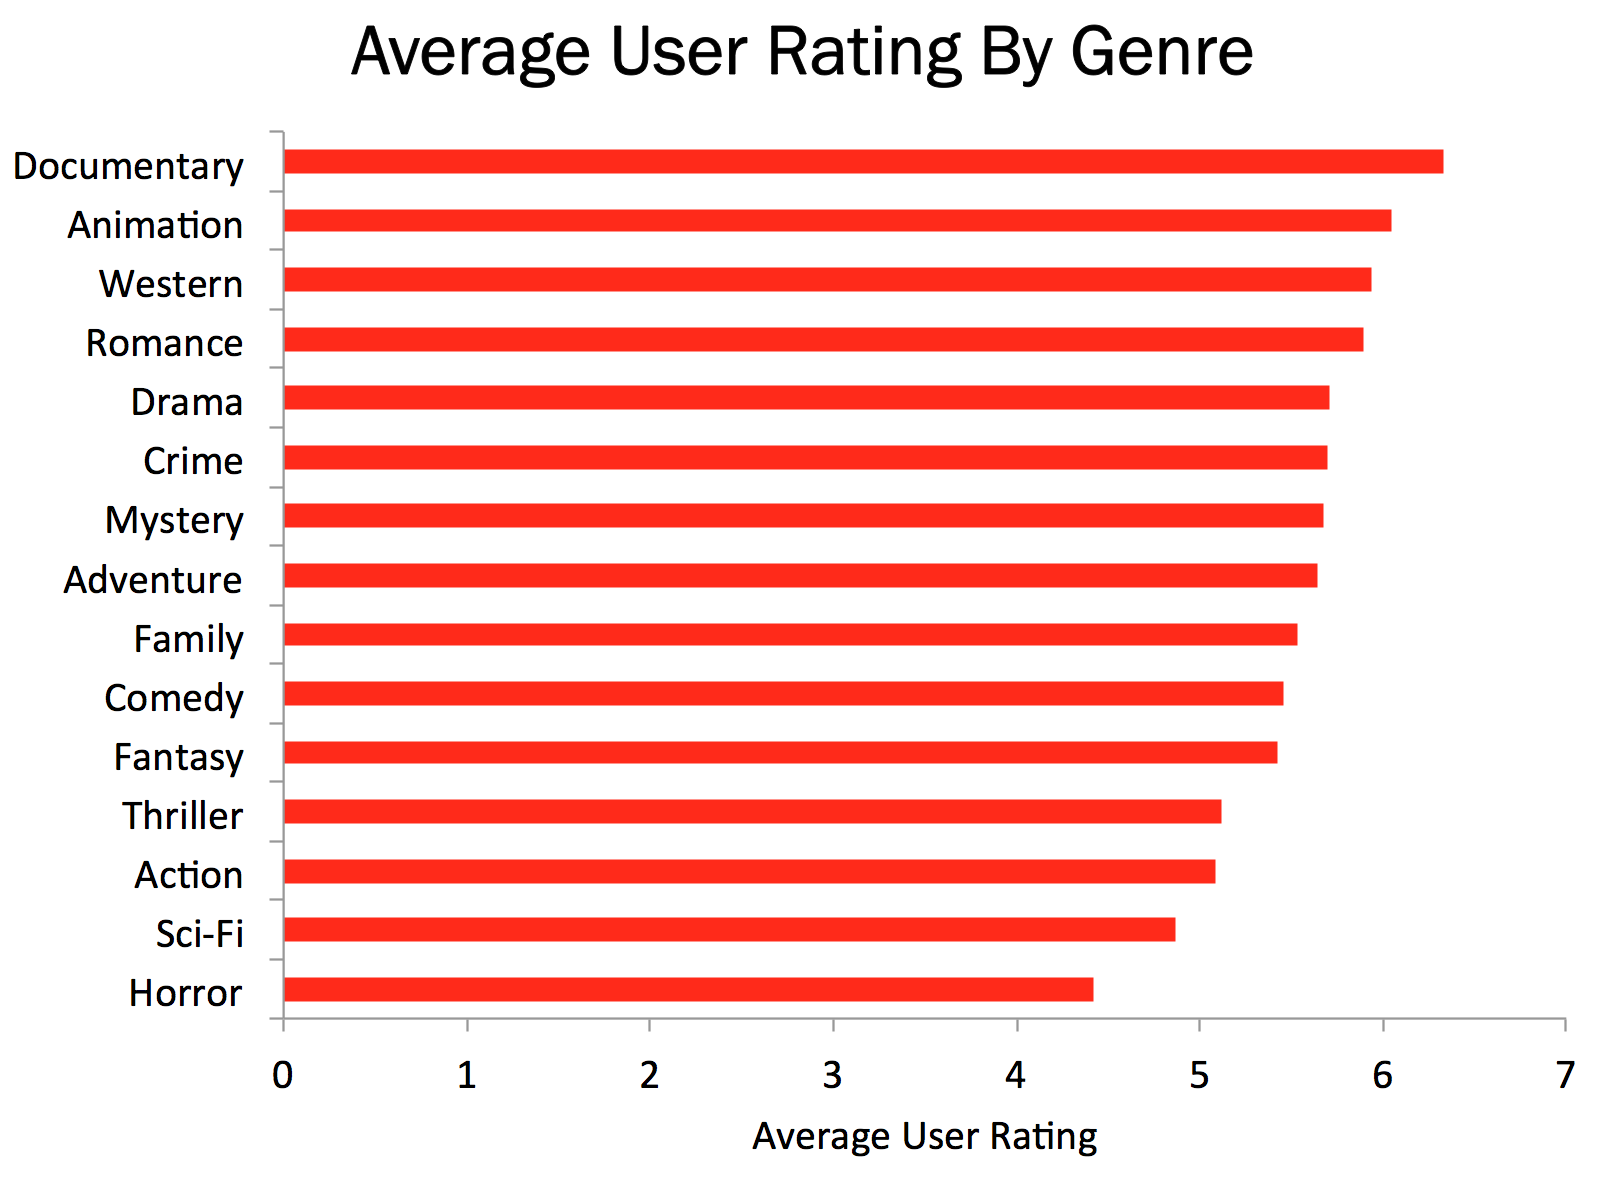 Average User Rating By Genre
Documentary
Animation
Western
Romance
Drama
Crime
Mystery
Adventure
Family
Comedy
Fantasy
Thriller
Action
Sci-Fi
Horror
0 1 2 3 4 5 6 7
Average User Rating